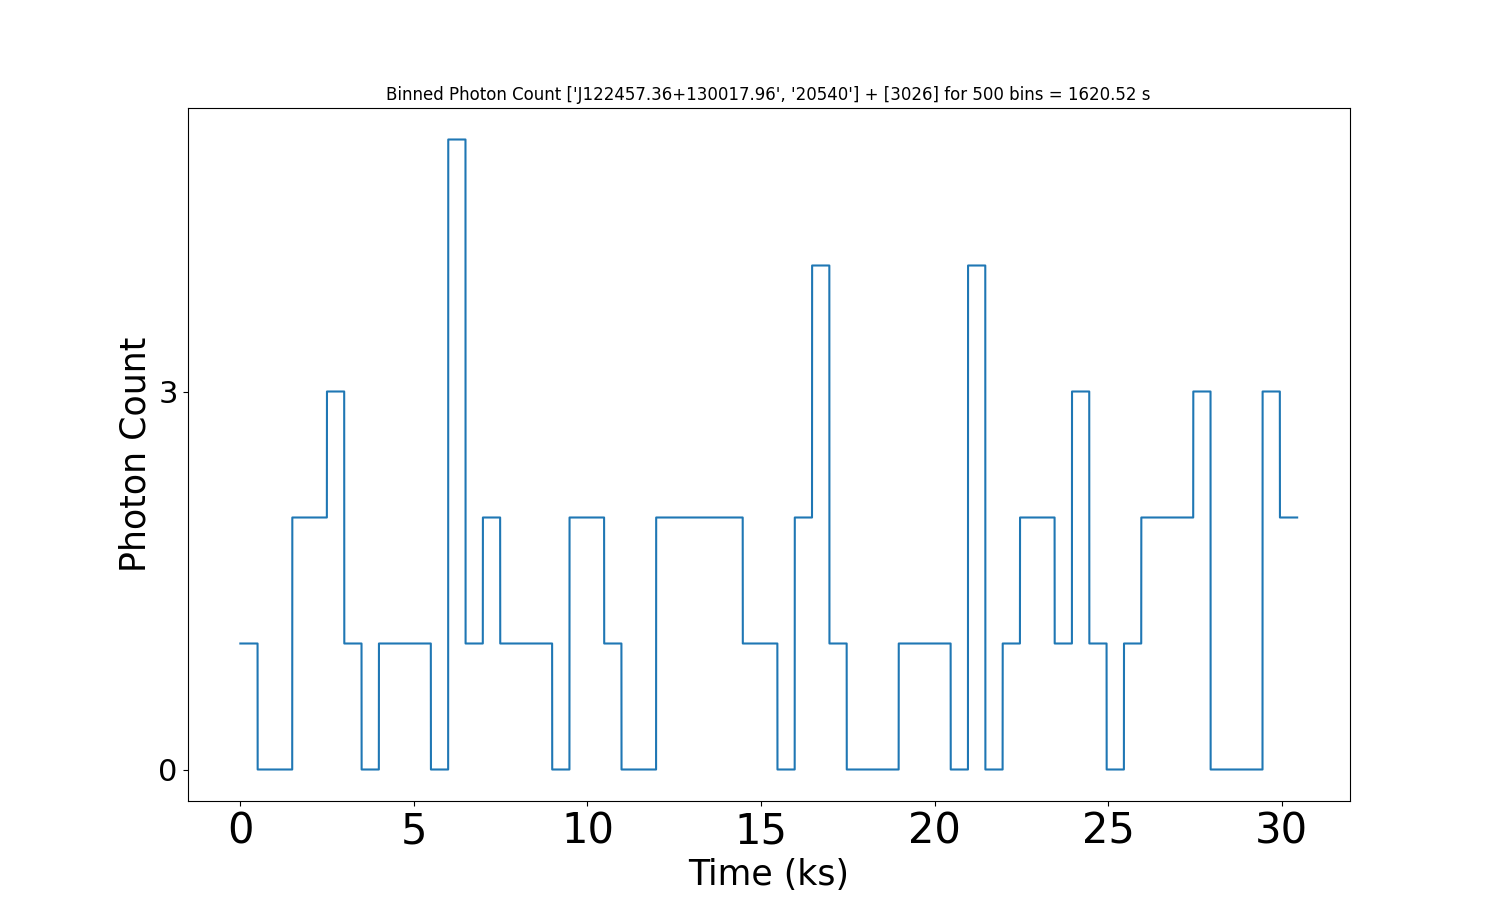 Binned Photon Count ['J122457.36+130017.96', '20540'] + [3026] for 500 bins = 1620.52 s
Photon Count
3
0
0 5 10 15 20 25 30
Time (ks)